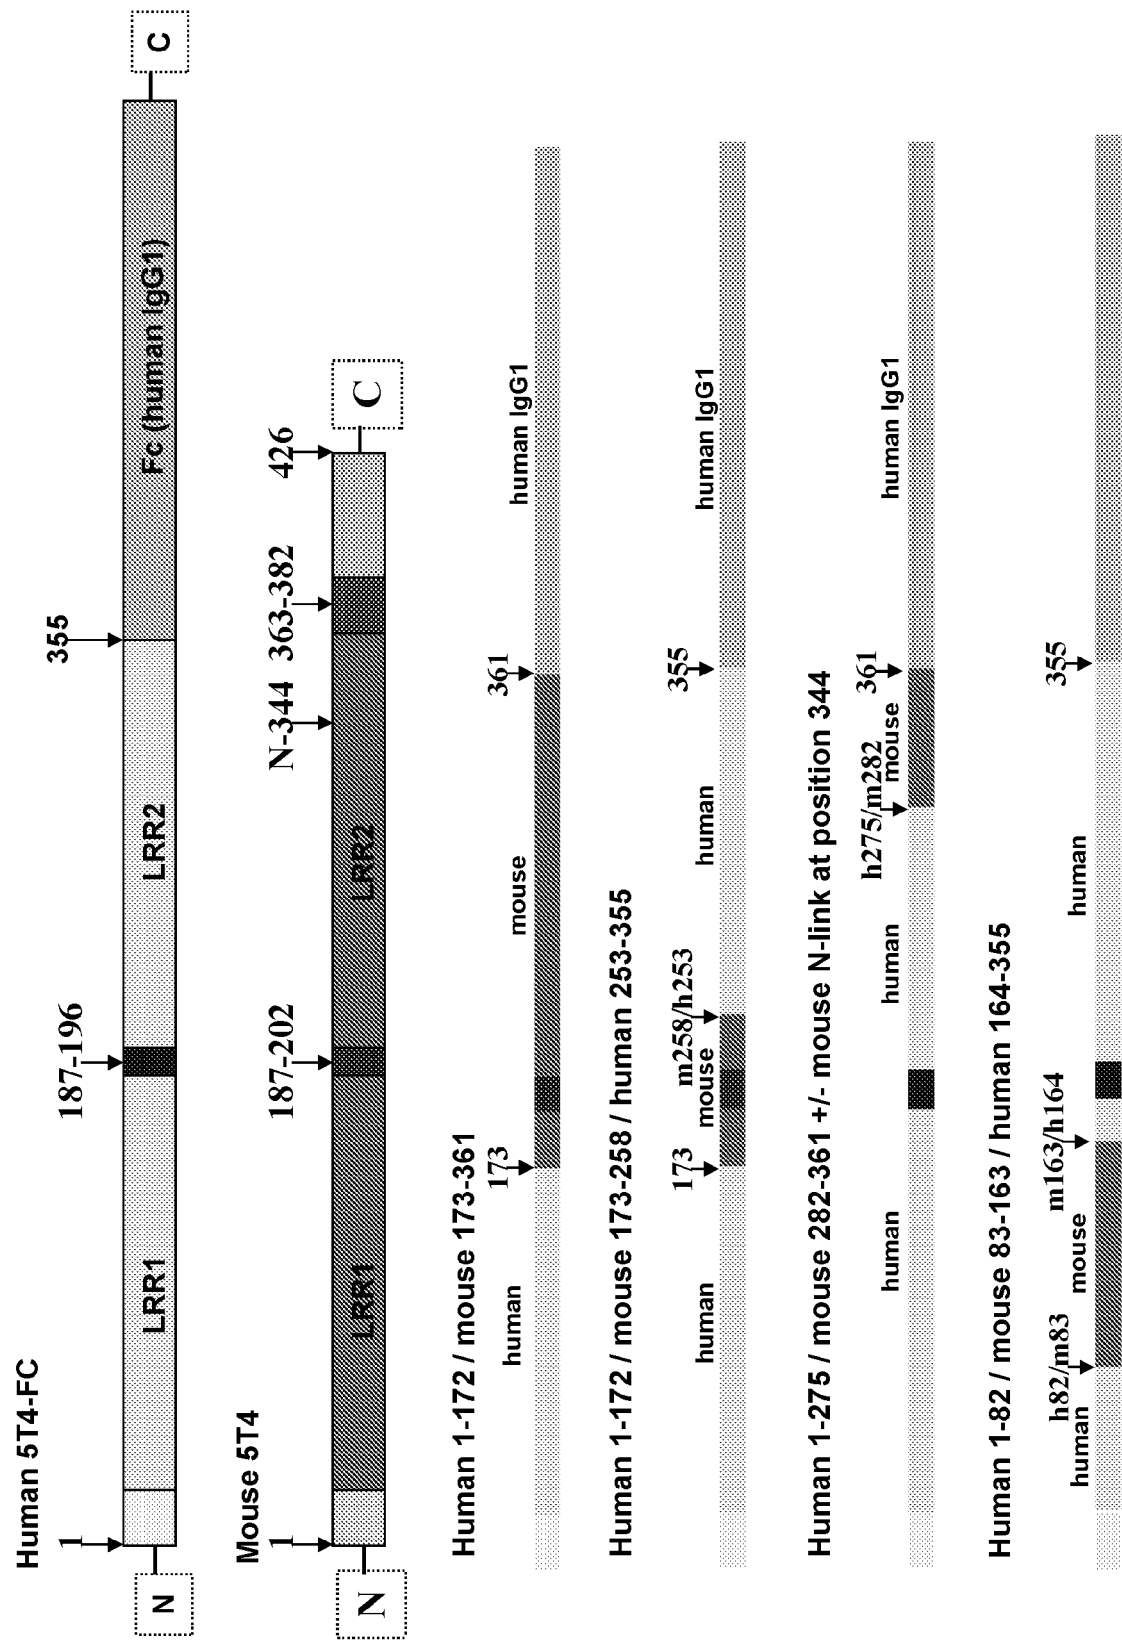 Human 5T4-FC
1
187-196
355
N
LRR1
LRR2
Fc (human IgG1)
C
Mouse 5T4
1
187-202
N-344
363-382
426
N
LRR1
LRR2
C
Human 1-172 / mouse 173-361
173
361
human
mouse
human IgG1
Human 1-172 / mouse 173-258 / human 253-355
173
m258/h253
355
human
mouse
human
human IgG1
Human 1-275 / mouse 282-361 +/- mouse N-link at position 344
h275/m282
361
human
human
mouse
human IgG1
Human 1-82 / mouse 83-163 / human 164-355
h82/m83
m163/h164
355
human
mouse
human